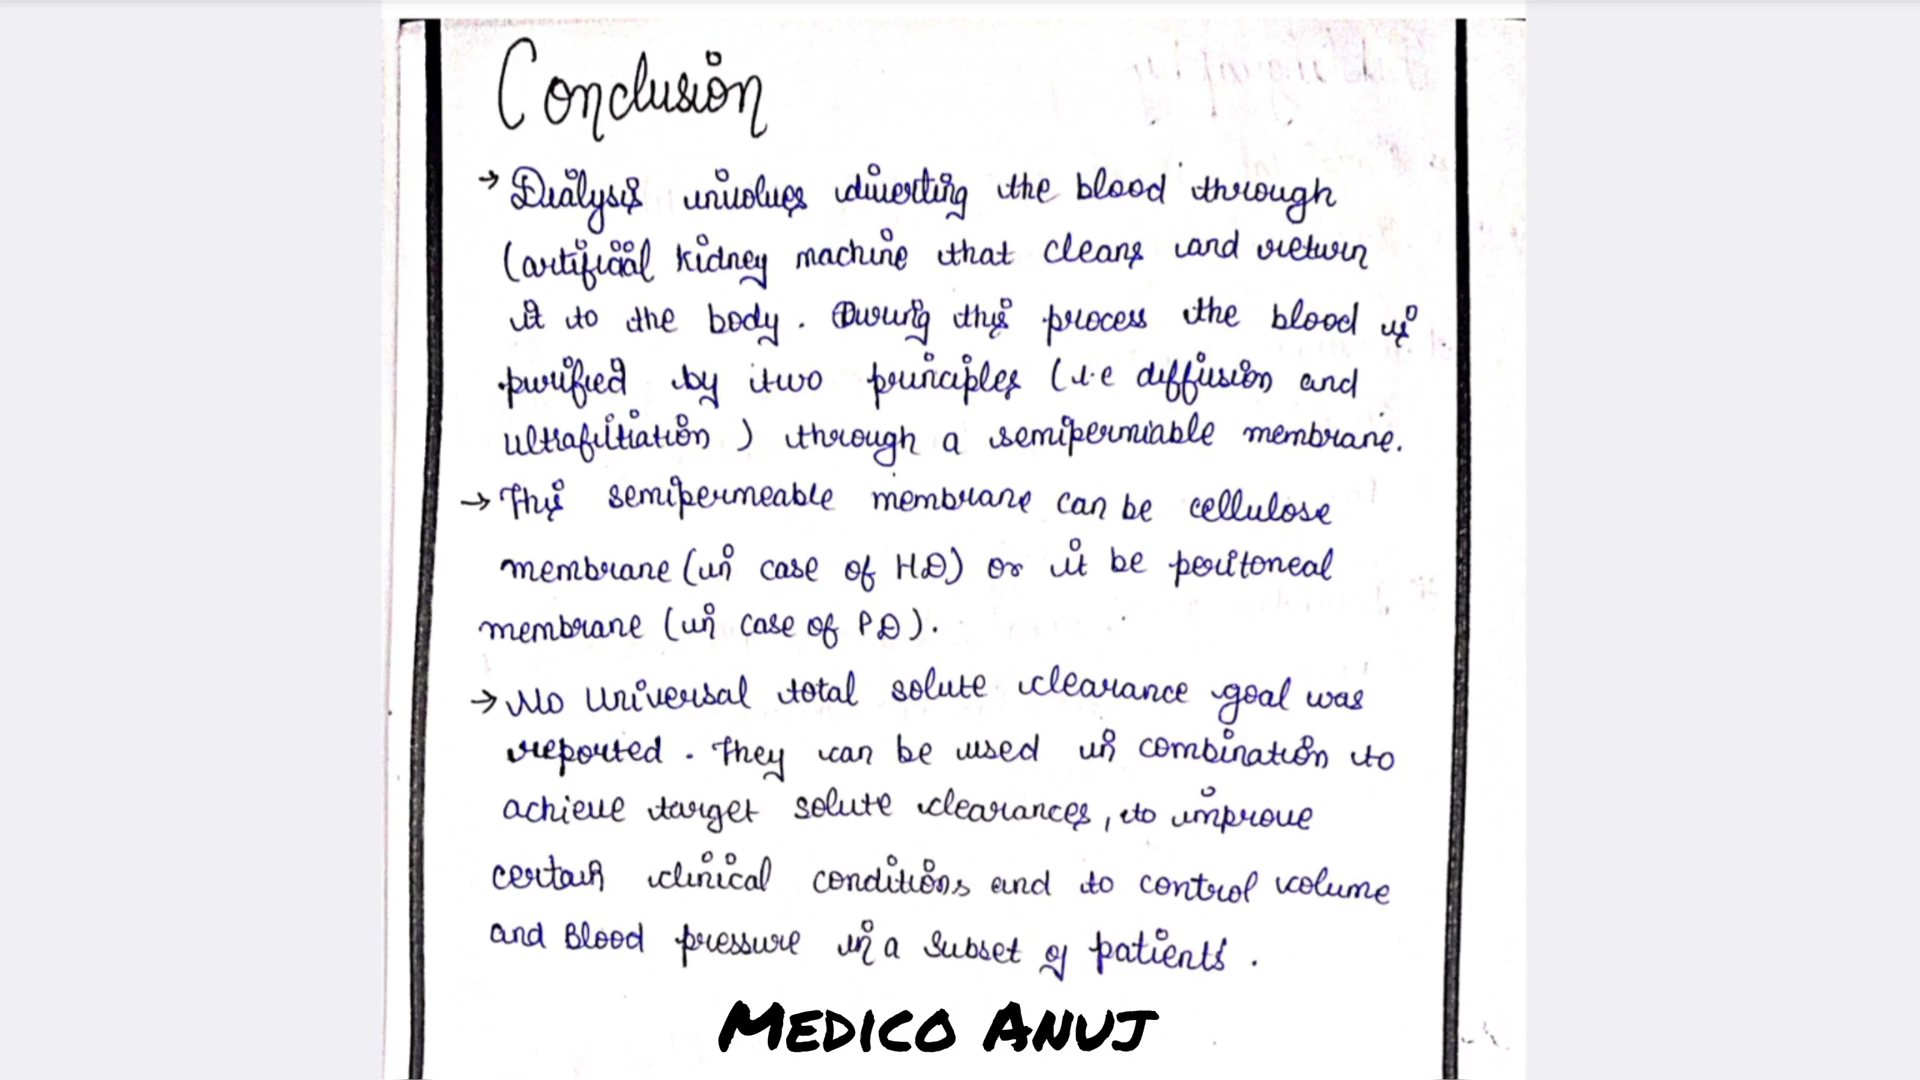 Conclusion
→ Dialysis involves diverting the blood through
(artificial kidney machine that cleans and return
it to the body. During this process the blood is
purified by two principles (i.e diffusion and
ultrafiltration) through a semipermiable membrane.
→ This semipermeable membrane can be cellulose
membrane (in case of HD) or it be peritoneal
membrane (in case of PD).
→ No Universal total solute clearance goal was
reported. They can be used in combination to
achieve target solute clearances, to improve
certain clinical conditions and to control volume
and Blood pressure in a subset of patients.
MEDICO ANUJ